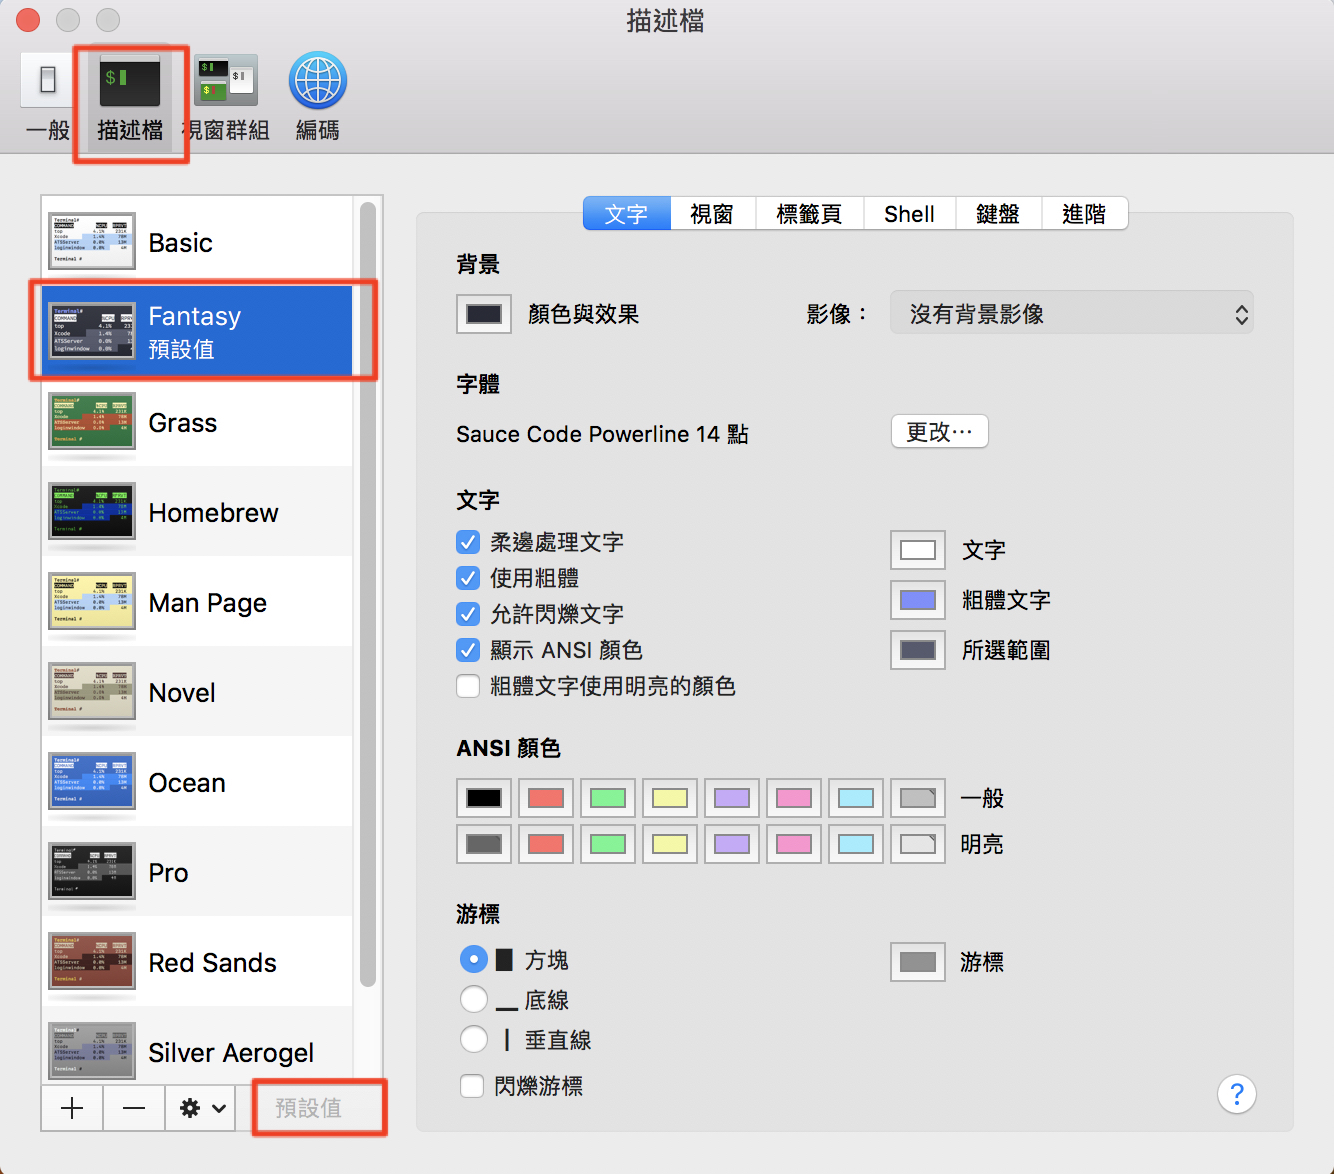 描述檔
一般
描述檔
視窗群組
編碼
Basic
Fantasy
預設值
Grass
Homebrew
Man Page
Novel
Ocean
Pro
Red Sands
Silver Aerogel
預設值
文字
視窗
標籤頁
Shell
鍵盤
進階
背景
顏色與效果
影像：
沒有背景影像
字體
Sauce Code Powerline 14 點
更改⋯
文字
柔邊處理文字
使用粗體
允許閃爍文字
顯示 ANSI 顏色
粗體文字使用明亮的顏色
文字
粗體文字
所選範圍
ANSI 顏色
一般
明亮
游標
方塊
底線
垂直線
閃爍游標
游標
?